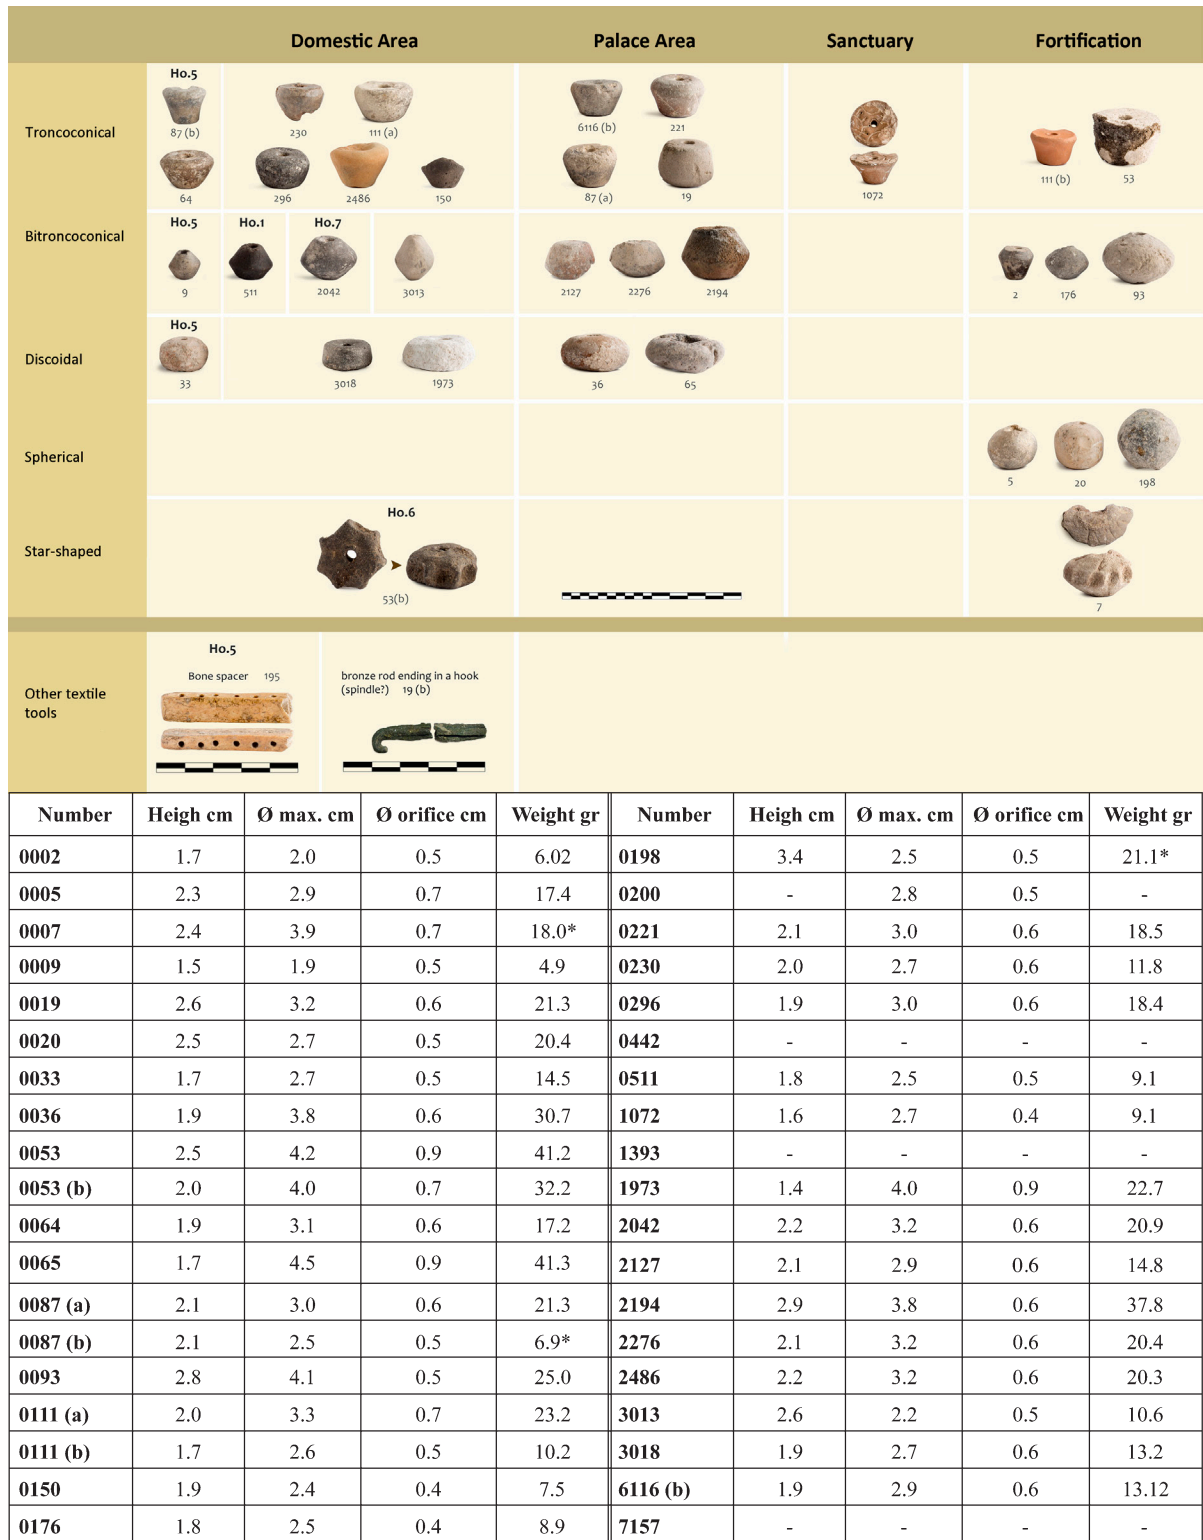 Domestic Area Palace Area Sanctuary Fortification
Troncoconical
Ho.5
87 (b) 230 111 (a) 6116 (b) 221
64 296 2486 150 87 (a) 19 1072 111 (b) 53
Bitroncoconical
Ho.5 Ho.1 Ho.7
9 511 2042 3013 2127 2276 2194 2 176 93
Discoidal
Ho.5
33 3018 1973 36 65
Spherical
5 20 198
Star-shaped
Ho.6
53(b)
7
Other textile
tools
Ho.5
Bone spacer 195
bronze rod ending in a hook
(spindle?) 19 (b)
Number Heigh cm Ø max. cm Ø orifice cm Weight gr Number Heigh cm Ø max. cm Ø orifice cm Weight gr
0002 1.7 2.0 0.5 6.02 0198 3.4 2.5 0.5 21.1*
0005 2.3 2.9 0.7 17.4 0200 - 2.8 0.5 -
0007 2.4 3.9 0.7 18.0* 0221 2.1 3.0 0.6 18.5
0009 1.5 1.9 0.5 4.9 0230 2.0 2.7 0.6 11.8
0019 2.6 3.2 0.6 21.3 0296 1.9 3.0 0.6 18.4
0020 2.5 2.7 0.5 20.4 0442 - - - -
0033 1.7 2.7 0.5 14.5 0511 1.8 2.5 0.5 9.1
0036 1.9 3.8 0.6 30.7 1072 1.6 2.7 0.4 9.1
0053 2.5 4.2 0.9 41.2 1393 - - - -
0053 (b) 2.0 4.0 0.7 32.2 1973 1.4 4.0 0.9 22.7
0064 1.9 3.1 0.6 17.2 2042 2.2 3.2 0.6 20.9
0065 1.7 4.5 0.9 41.3 2127 2.1 2.9 0.6 14.8
0087 (a) 2.1 3.0 0.6 21.3 2194 2.9 3.8 0.6 37.8
0087 (b) 2.1 2.5 0.5 6.9* 2276 2.1 3.2 0.6 20.4
0093 2.8 4.1 0.5 25.0 2486 2.2 3.2 0.6 20.3
0111 (a) 2.0 3.3 0.7 23.2 3013 2.6 2.2 0.5 10.6
0111 (b) 1.7 2.6 0.5 10.2 3018 1.9 2.7 0.6 13.2
0150 1.9 2.4 0.4 7.5 6116 (b) 1.9 2.9 0.6 13.12
0176 1.8 2.5 0.4 8.9 7157 - - - -